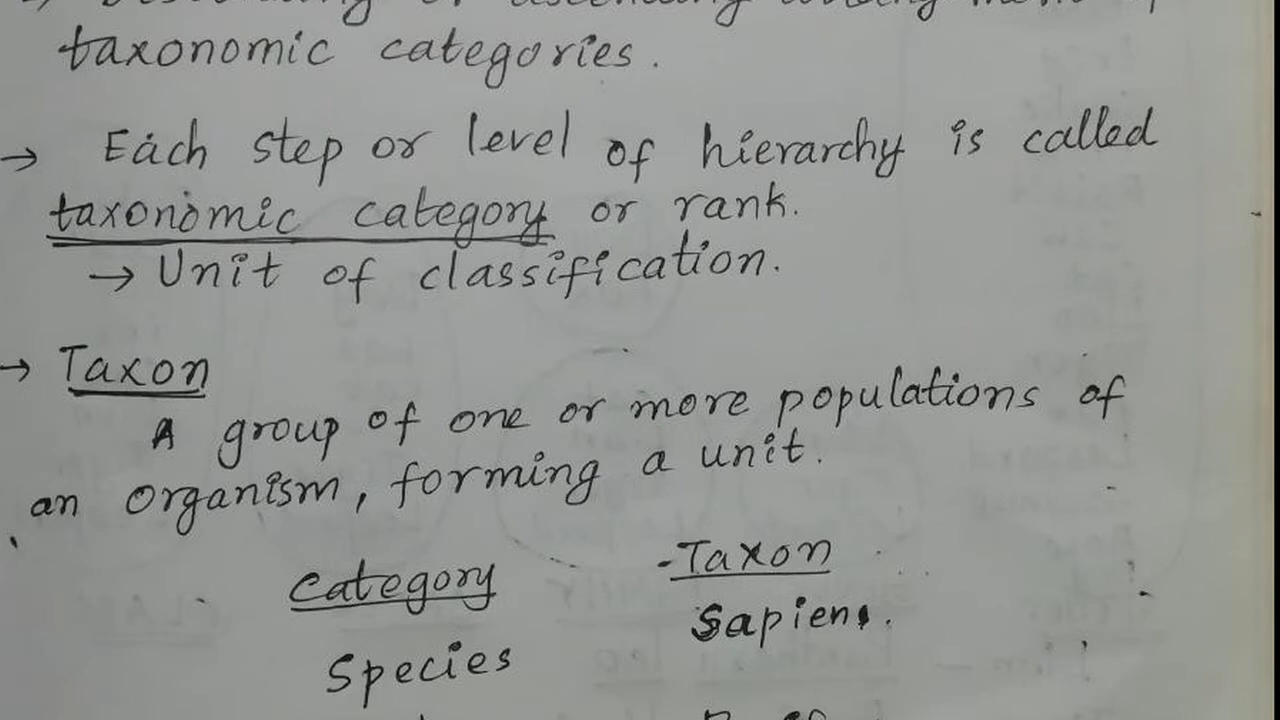 taxonomic categories.
→ Each step or level of hierarchy is called
taxonomic category or rank.
→ Unit of classification.
→ Taxon
A group of one or more populations of
an organism, forming a unit.
Category - Taxon
Species Sapiens.